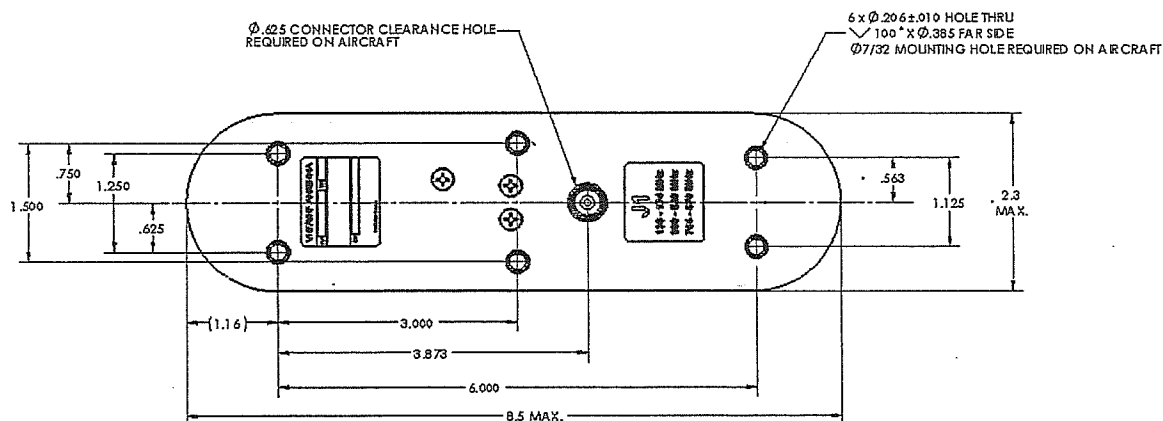 Ø.625 CONNECTOR CLEARANCE HOLE
REQUIRED ON AIRCRAFT
6 x Ø.206±.010 HOLE THRU
⌵ 100° X Ø.385 FAR SIDE
Ø7/32 MOUNTING HOLE REQUIRED ON AIRCRAFT
.750
1.250
1.500
.625
J1
.563
1.125
2.3
MAX.
(1.16)
3.000
3.873
6.000
8.5 MAX.